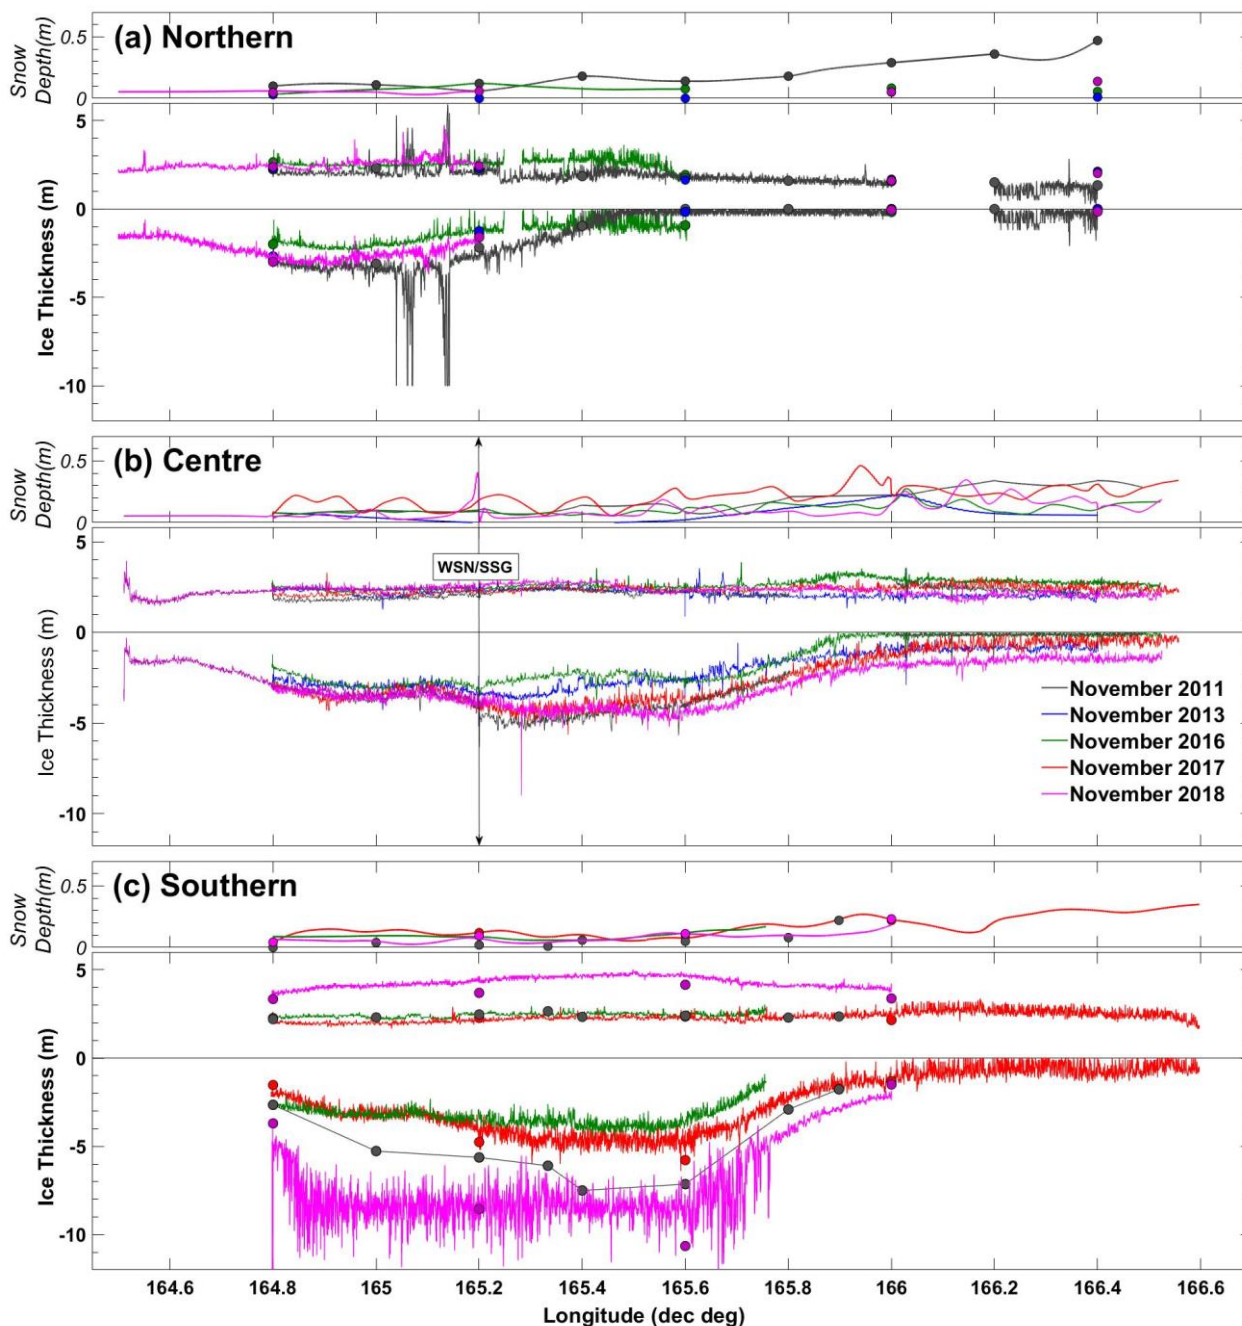 (a) Northern
Snow
Depth(m)
0.5
0
Ice Thickness (m)
5
0
-5
-10
(b) Centre
Snow
Depth(m)
0.5
0
WSN/SSG
Ice Thickness (m)
5
0
-5
-10
November 2011
November 2013
November 2016
November 2017
November 2018
(c) Southern
Snow
Depth(m)
0.5
0
Ice Thickness (m)
5
0
-5
-10
164.6 164.8 165 165.2 165.4 165.6 165.8 166 166.2 166.4 166.6
Longitude (dec deg)